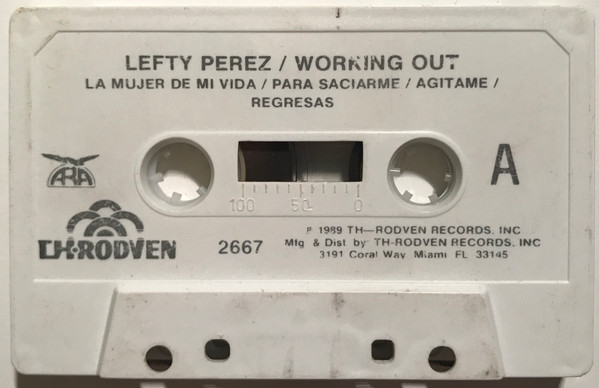 LEFTY PEREZ / WORKING OUT
LA MUJER DE MI VIDA / PARA SACIARME / AGITAME /
REGRESAS
A
ARA
100 50 0
TH·RODVEN
2667
℗ 1989 TH—RODVEN RECORDS, INC
Mfg & Dist by TH-RODVEN RECORDS, INC
3191 Coral Way Miami FL 33145